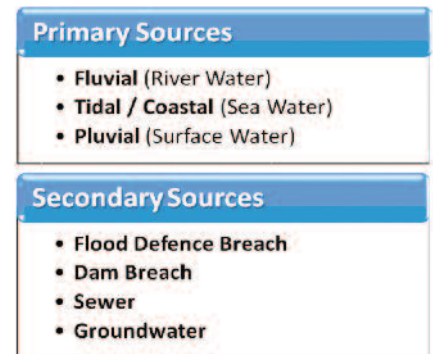 Primary Sources
• Fluvial (River Water)
• Tidal / Coastal (Sea Water)
• Pluvial (Surface Water)
Secondary Sources
• Flood Defence Breach
• Dam Breach
• Sewer
• Groundwater